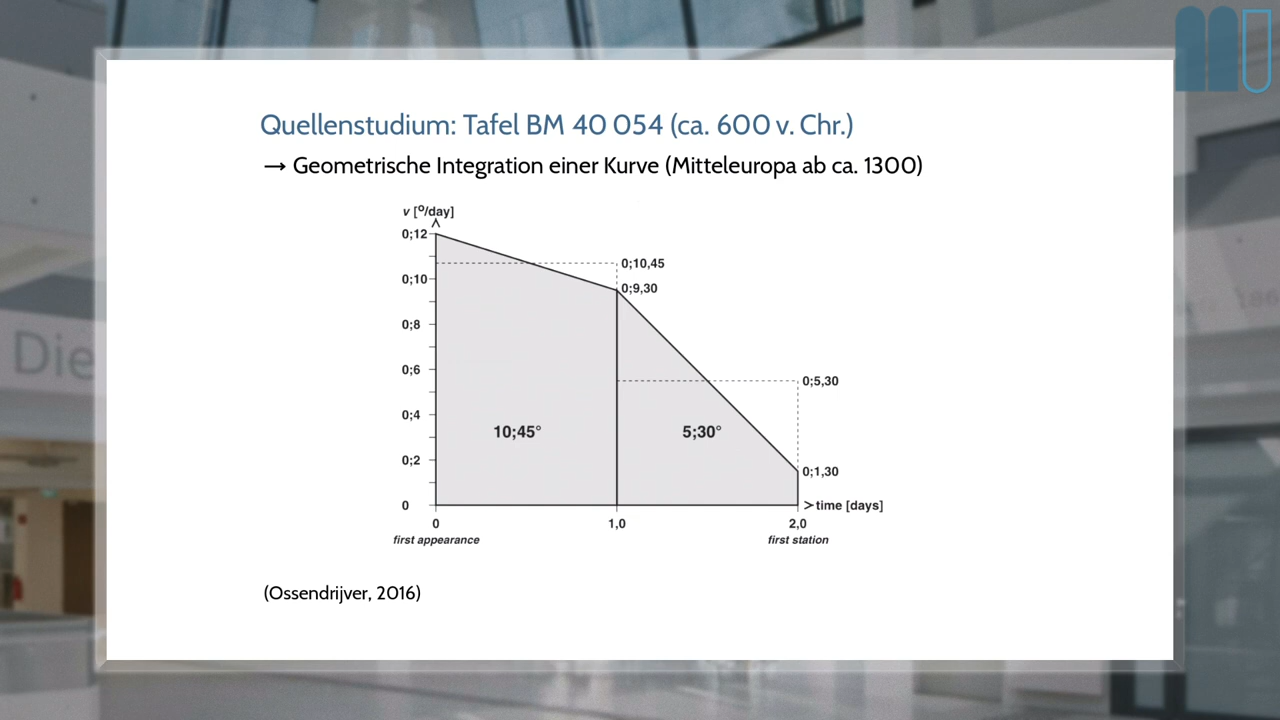 Quellenstudium: Tafel BM 40 054 (ca. 600 v. Chr.)
→ Geometrische Integration einer Kurve (Mitteleuropa ab ca. 1300)
v [o/day]
0;12
0;10,45
0;10
0;9,30
0;8
0;6
0;5,30
0;4
10;45°
5;30°
0;2
0;1,30
0
>time [days]
0
1,0
2,0
first appearance
first station
(Ossendrijver, 2016)
Die